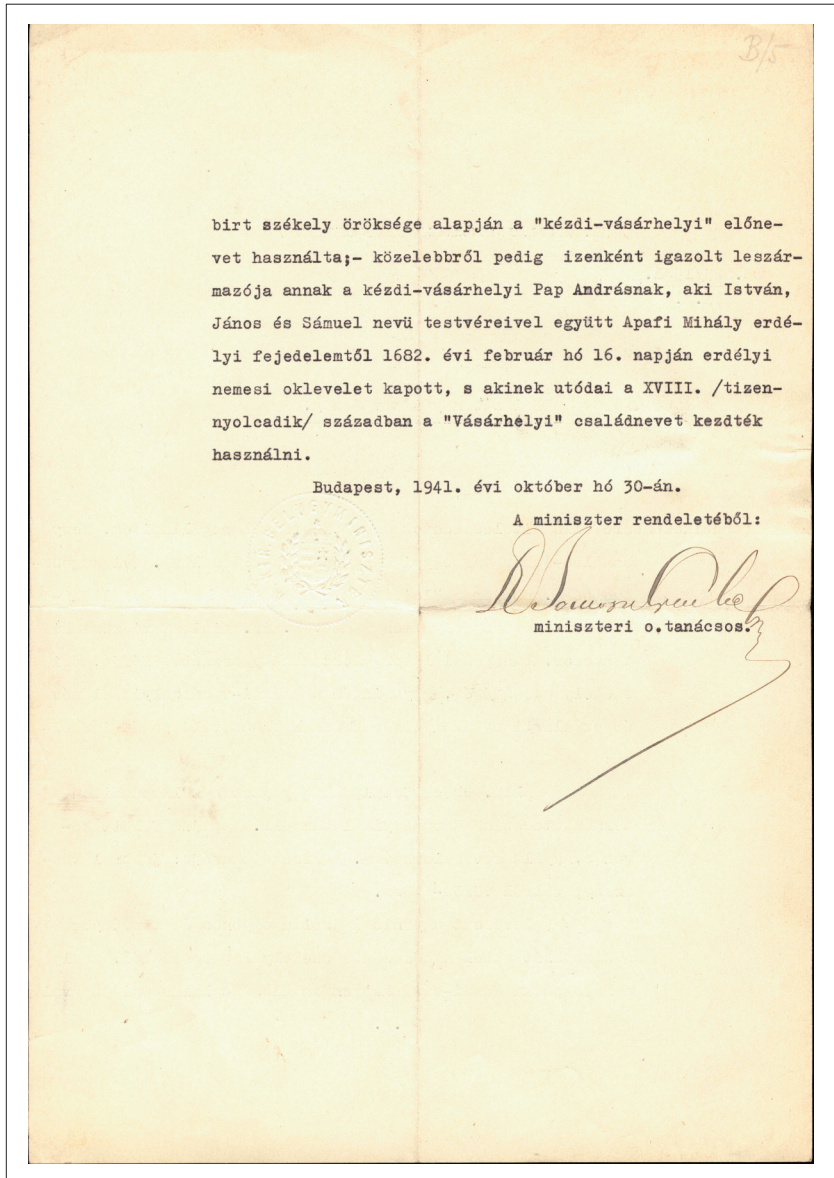 B/5
birt székely öröksége alapján a "kézdi-vásárhelyi" előne-
vet használta;- közelebbről pedig izenként igazolt leszár-
mazója annak a kézdi-vásárhelyi Pap Andrásnak, aki István,
János és Sámuel nevü testvéreivel együtt Apafi Mihály erdé-
lyi fejedelemtől 1682. évi február hó 16. napján erdélyi
nemesi oklevelet kapott, s akinek utódai a XVIII. /tizen-
nyolcadik/ században a "Vásárhelyi" családnevet kezdték
használni.
Budapest, 1941. évi október hó 30-án.
A miniszter rendeletéből:
miniszteri o.tanácsos.